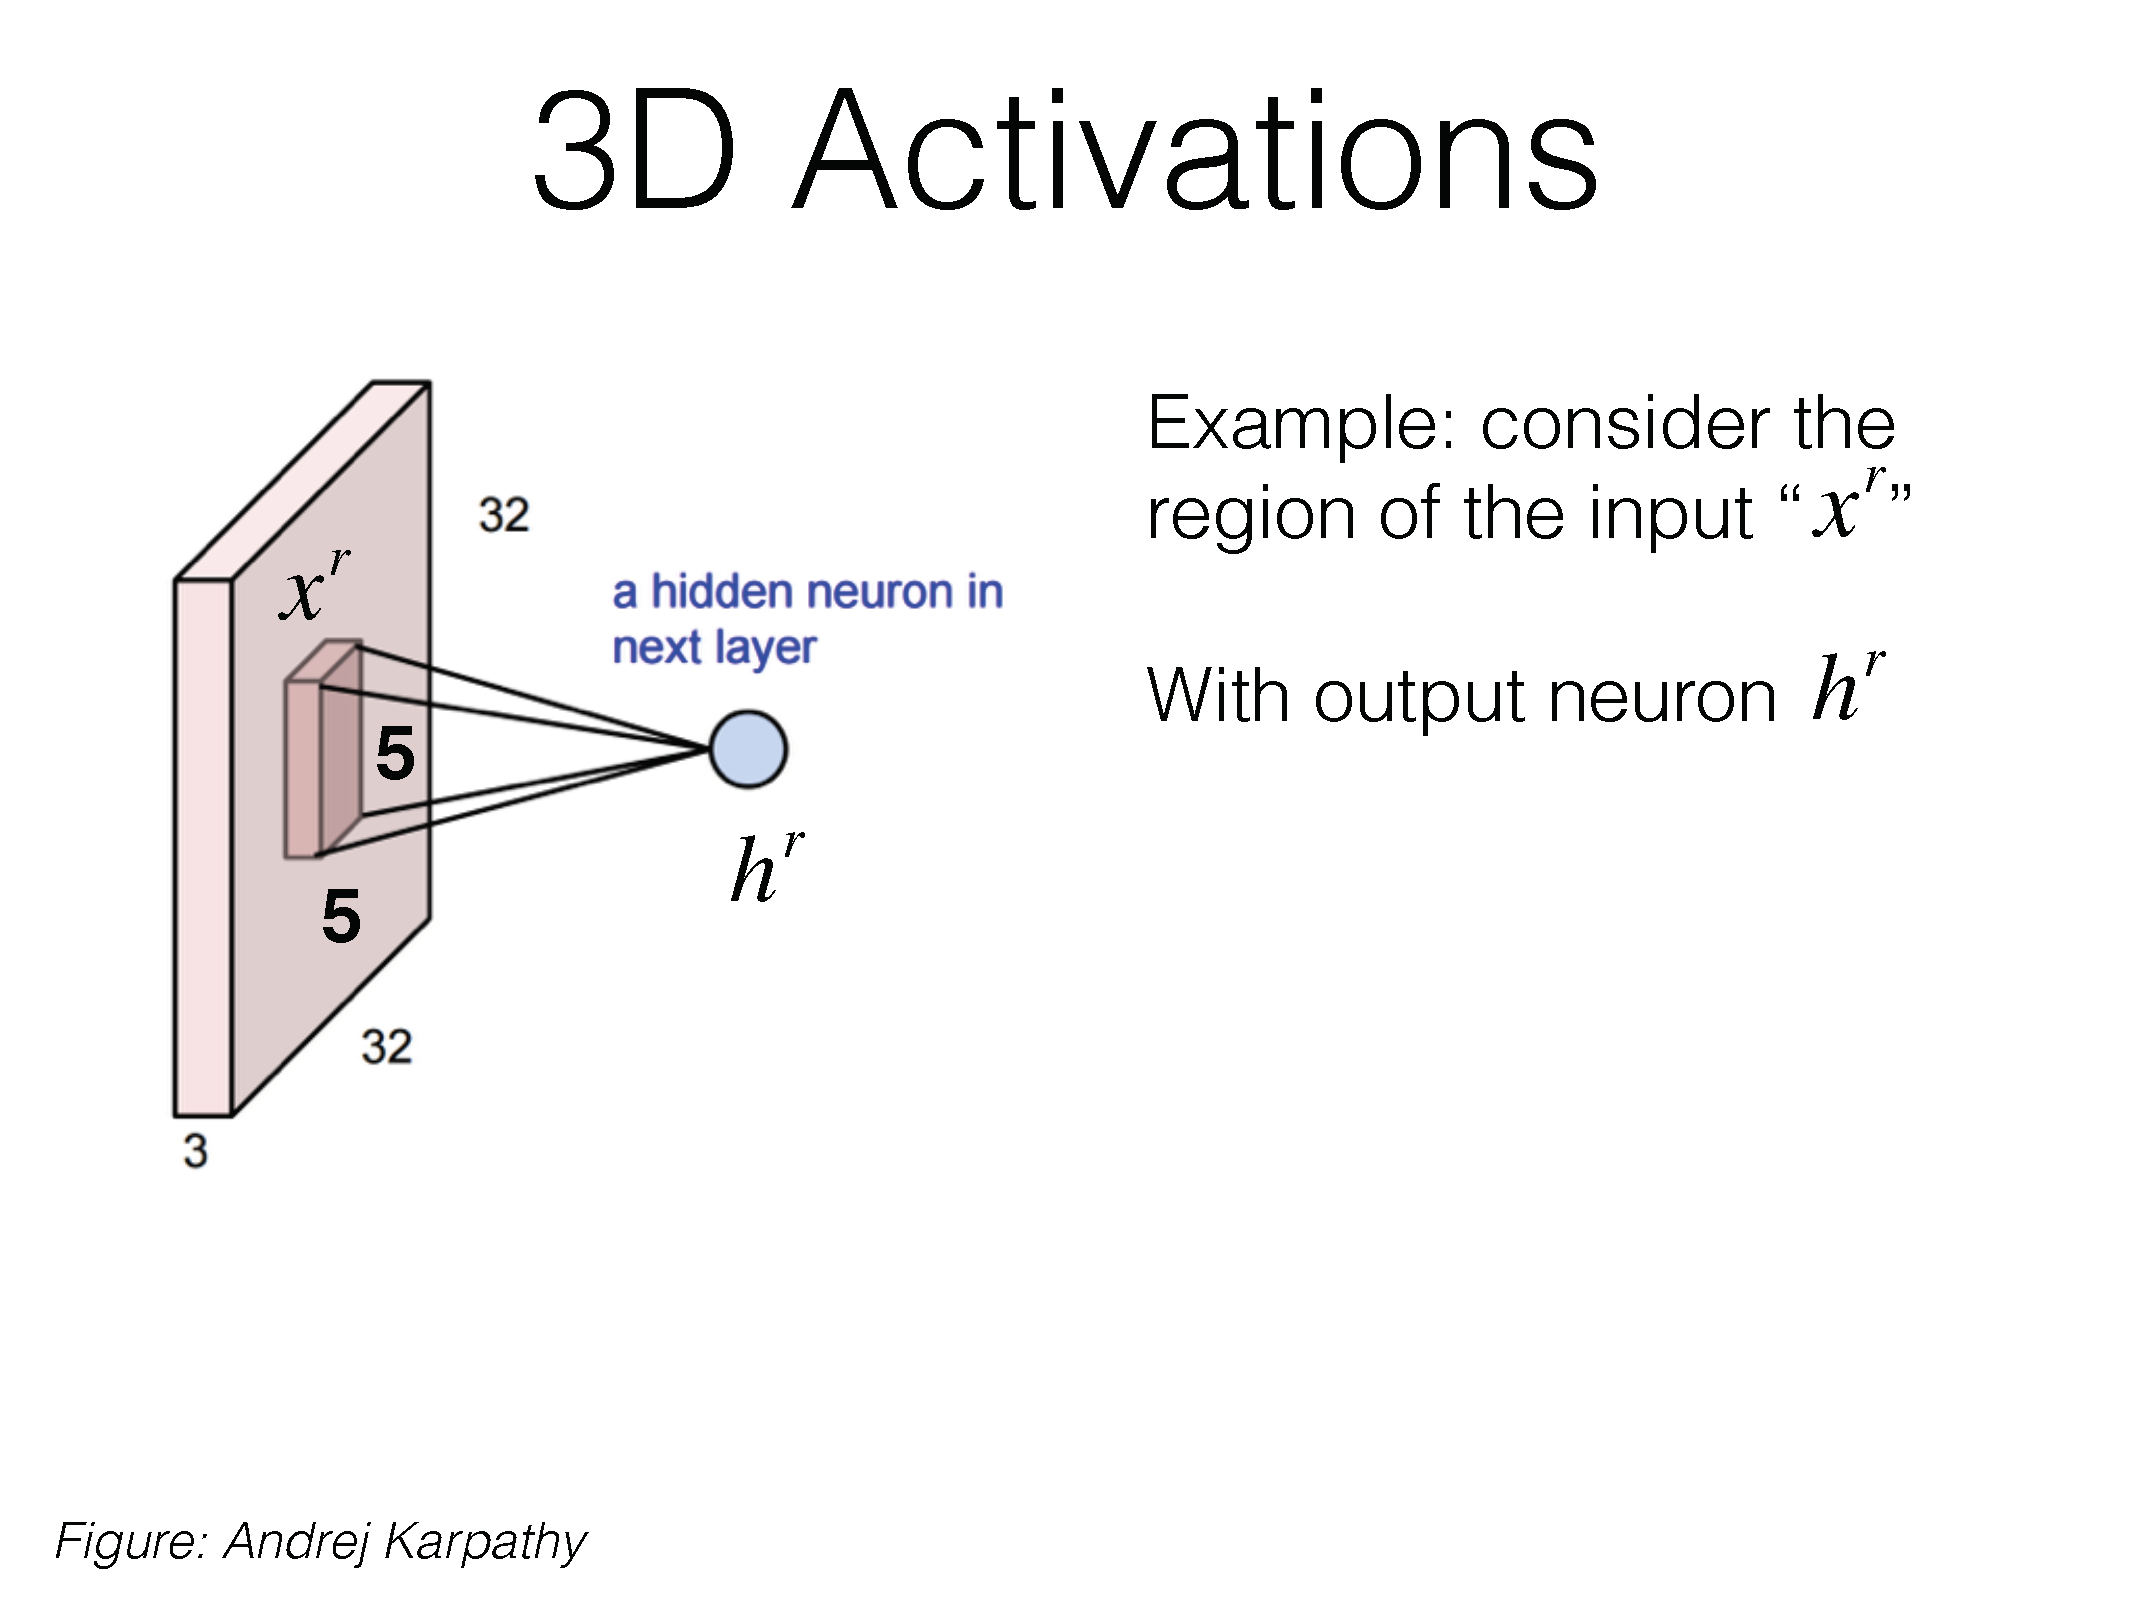 3D Activations
Example: consider the
region of the input “ x^r ”
With output neuron h^r
32
x^r
a hidden neuron in
next layer
5
h^r
5
32
3
Figure: Andrej Karpathy